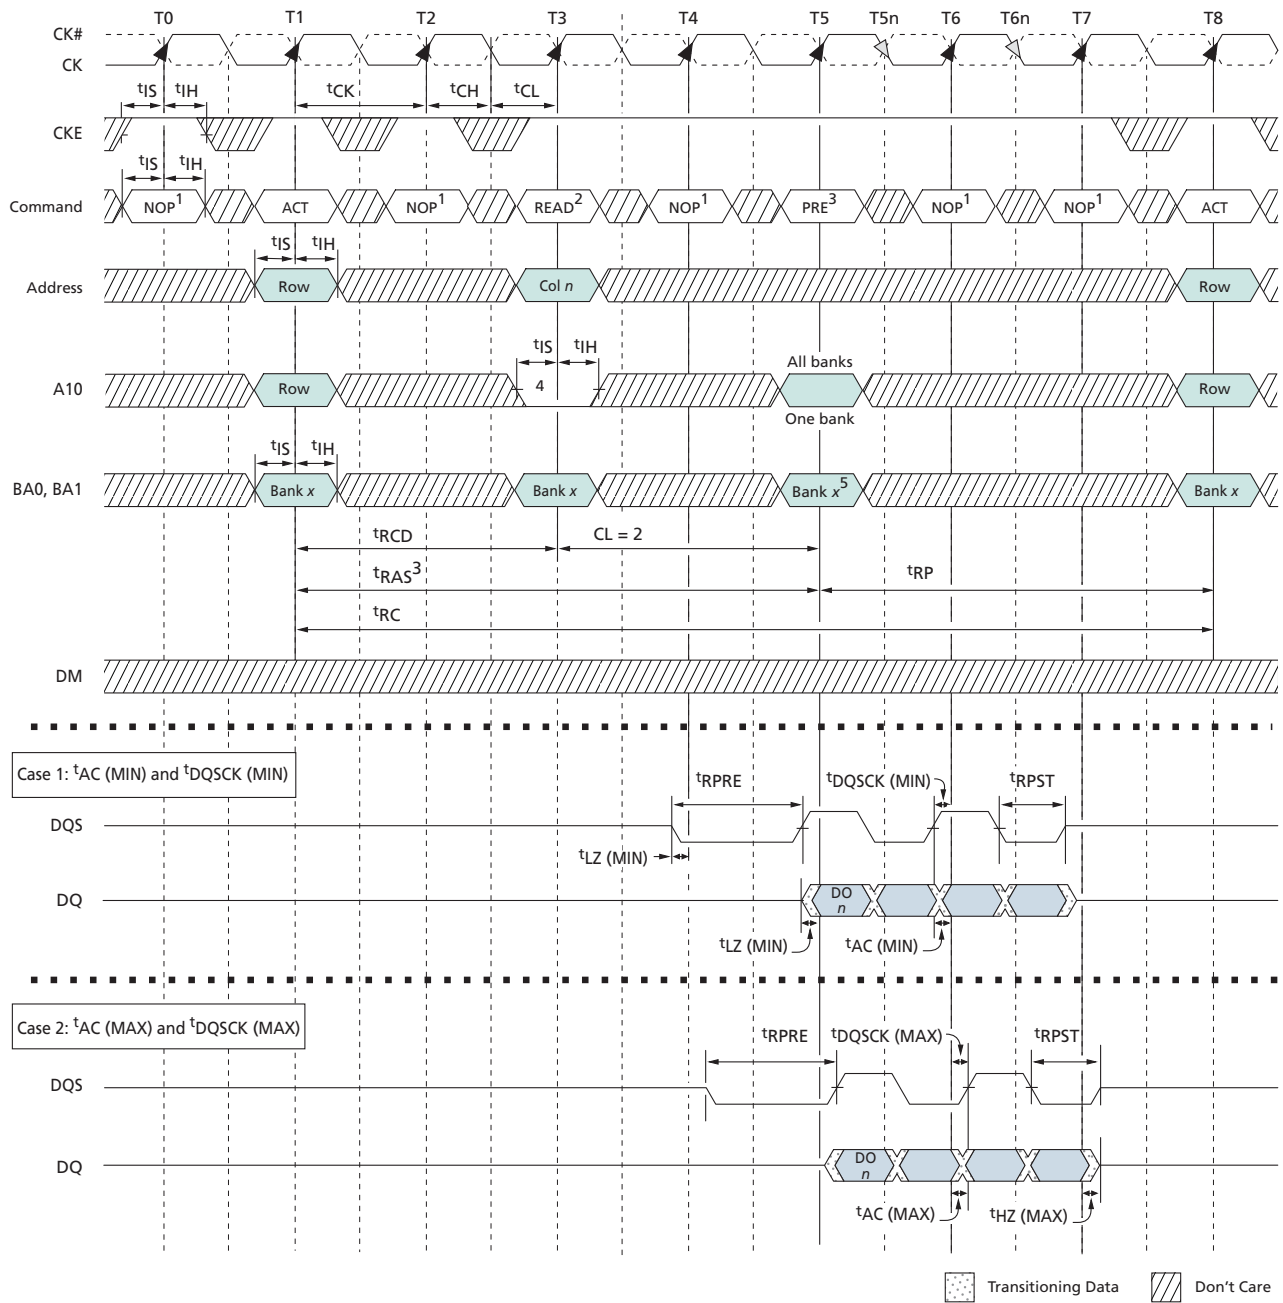 T0 T1 T2 T3 T4 T5 T5n T6 T6n T7 T8
CK#
CK
tIS tIH tCK tCH tCL
CKE
tIS tIH
Command NOP1 ACT NOP1 READ2 NOP1 PRE3 NOP1 NOP1 ACT
tIS tIH
Address Row Col n Row
tIS tIH All banks
A10 Row 4 Row
One bank
tIS tIH
BA0, BA1 Bank x Bank x Bank x5 Bank x
tRCD CL = 2
tRAS3 tRP
tRC
DM
Case 1: tAC (MIN) and tDQSCK (MIN)
tRPRE tDQSCK (MIN) tRPST
DQS
tLZ (MIN)
DQ DO
n
tLZ (MIN) tAC (MIN)
Case 2: tAC (MAX) and tDQSCK (MAX)
tRPRE tDQSCK (MAX) tRPST
DQS
DQ DO
n
tAC (MAX) tHZ (MAX)
Transitioning Data Don't Care